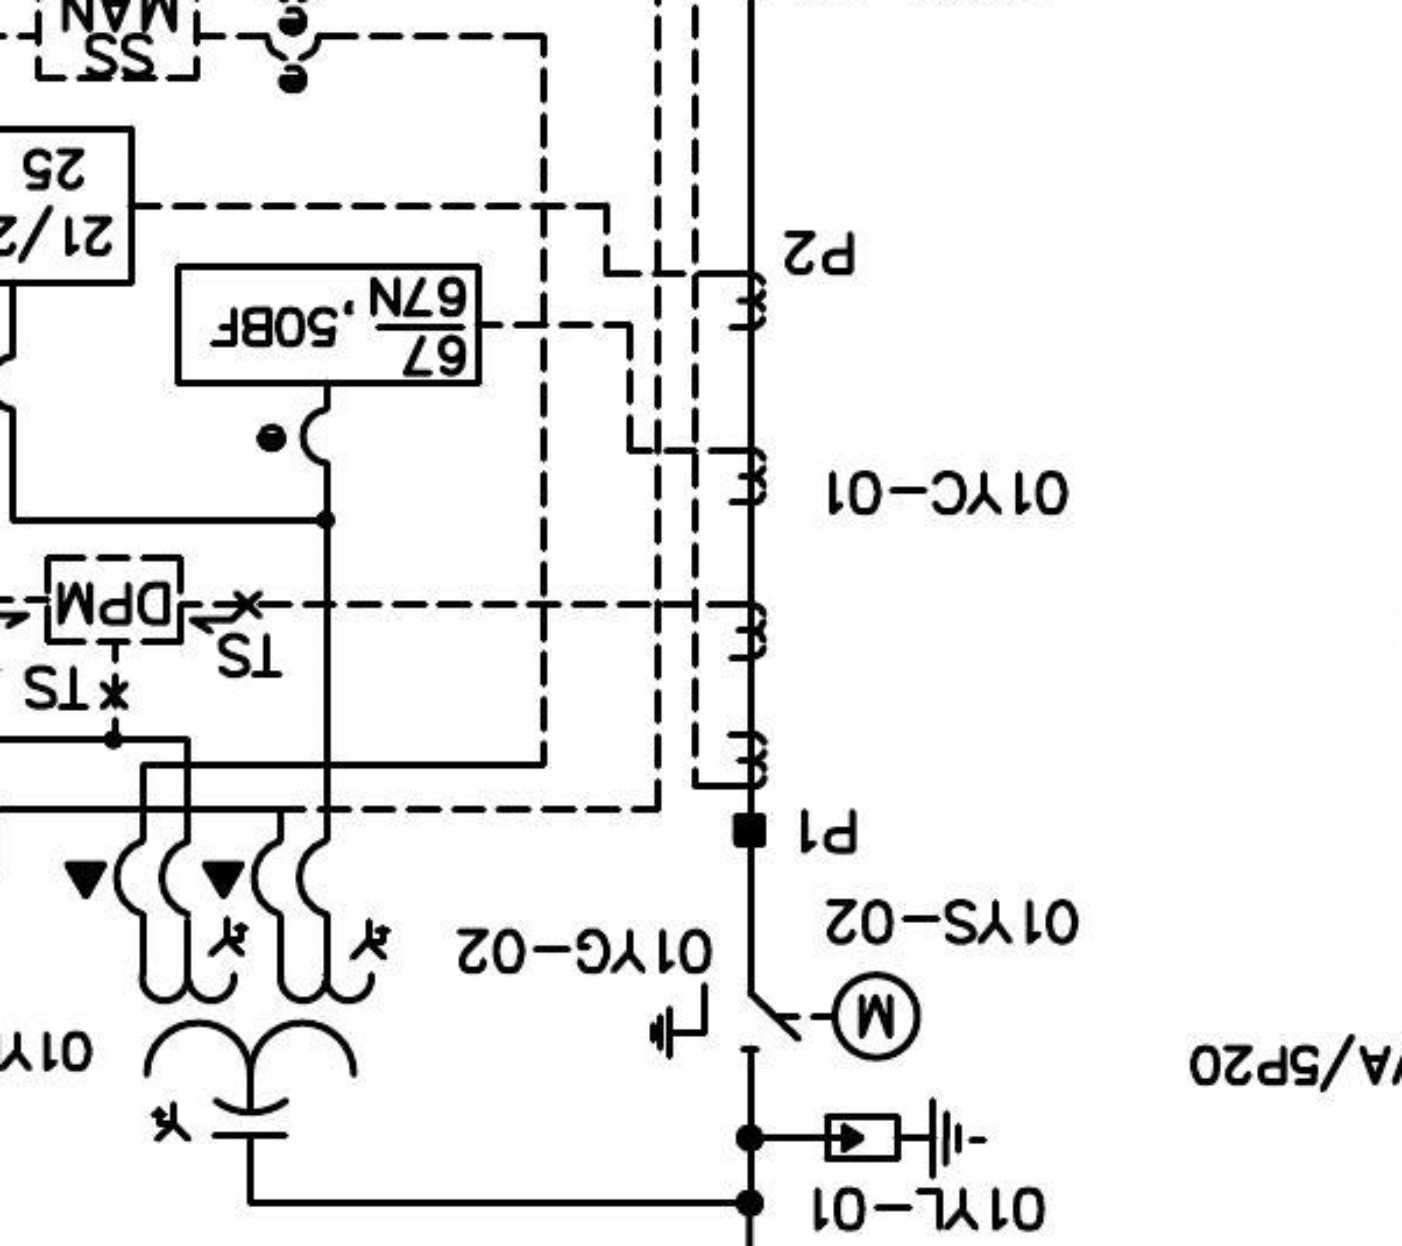 01YL-01
VA/5P20
M
01Y
01YS-02
01YG-02
P1
TS
TS
DPM
01YC-01
67
67N ,50BF
P2
21/2
25
SS
MAN